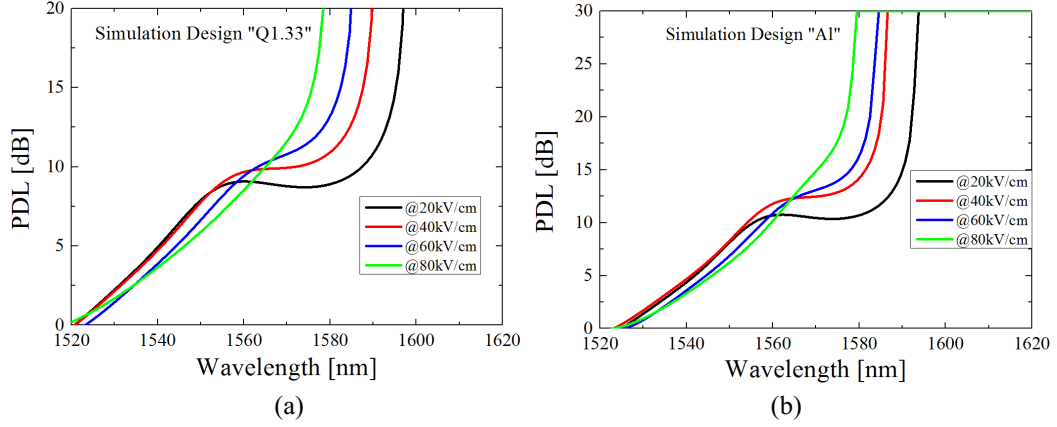 Simulation Design "Q1.33"
PDL [dB]
20
15
10
5
0
1520
1540
1560
1580
1600
1620
Wavelength [nm]
@20kV/cm
@40kV/cm
@60kV/cm
@80kV/cm
(a)
Simulation Design "Al"
PDL [dB]
30
25
20
15
10
5
0
1520
1540
1560
1580
1600
1620
Wavelength [nm]
@20kV/cm
@40kV/cm
@60kV/cm
@80kV/cm
(b)